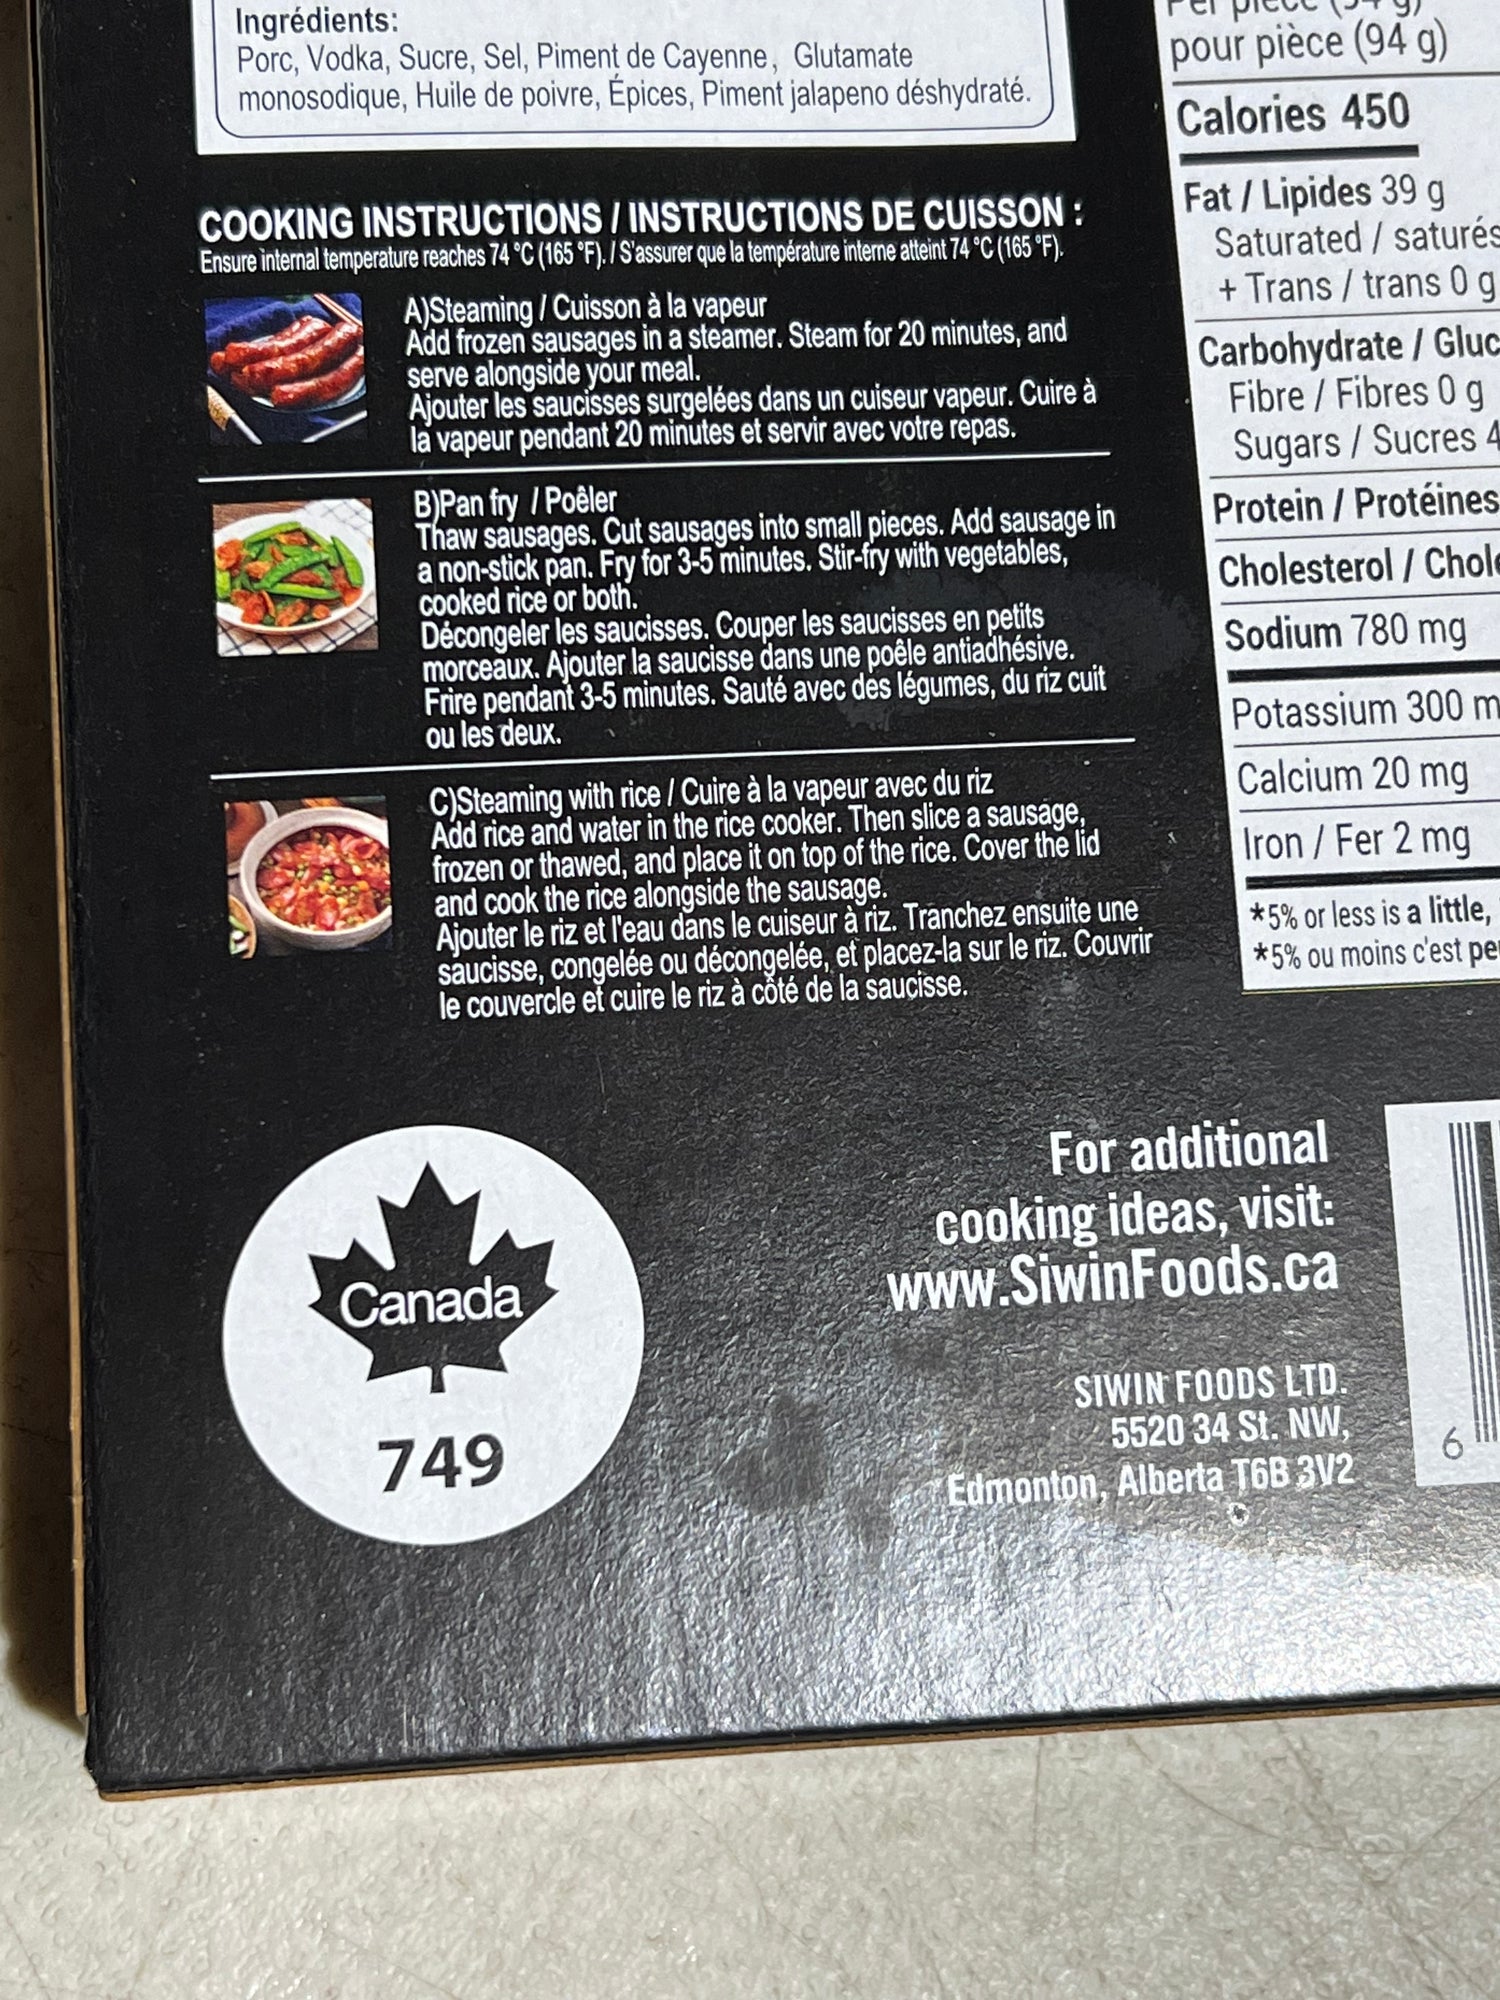 Ingrédients:
Porc, Vodka, Sucre, Sel, Piment de Cayenne, Glutamate
monosodique, Huile de poivre, Épices, Piment jalapeno déshydraté.
COOKING INSTRUCTIONS / INSTRUCTIONS DE CUISSON :
Ensure internal temperature reaches 74 °C (165 °F). / S'assurer que la température interne atteint 74 °C (165 °F).
A)Steaming / Cuisson à la vapeur
Add frozen sausages in a steamer. Steam for 20 minutes, and
serve alongside your meal.
Ajouter les saucisses surgelées dans un cuiseur vapeur. Cuire à
la vapeur pendant 20 minutes et servir avec votre repas.
B)Pan fry / Poêler
Thaw sausages. Cut sausages into small pieces. Add sausage in
a non-stick pan. Fry for 3-5 minutes. Stir-fry with vegetables,
cooked rice or both.
Décongeler les saucisses. Couper les saucisses en petits
morceaux. Ajouter la saucisse dans une poêle antiadhésive.
Frire pendant 3-5 minutes. Sauté avec des légumes, du riz cuit
ou les deux.
C)Steaming with rice / Cuire à la vapeur avec du riz
Add rice and water in the rice cooker. Then slice a sausage,
frozen or thawed, and place it on top of the rice. Cover the lid
and cook the rice alongside the sausage.
Ajouter le riz et l'eau dans le cuiseur à riz. Tranchez ensuite une
saucisse, congelée ou décongelée, et placez-la sur le riz. Couvrir
le couvercle et cuire le riz à côté de la saucisse.
Canada
749
For additional
cooking ideas, visit:
www.SiwinFoods.ca
SIWIN FOODS LTD.
5520 34 St. NW,
Edmonton, Alberta T6B 3V2
pour pièce (94 g)
Calories 450
Fat / Lipides 39 g
Saturated / saturés
+ Trans / trans 0 g
Carbohydrate / Gluc
Fibre / Fibres 0 g
Sugars / Sucres 4
Protein / Protéines
Cholesterol / Chole
Sodium 780 mg
Potassium 300 m
Calcium 20 mg
Iron / Fer 2 mg
*5% or less is a little,
*5% ou moins c'est peu
6